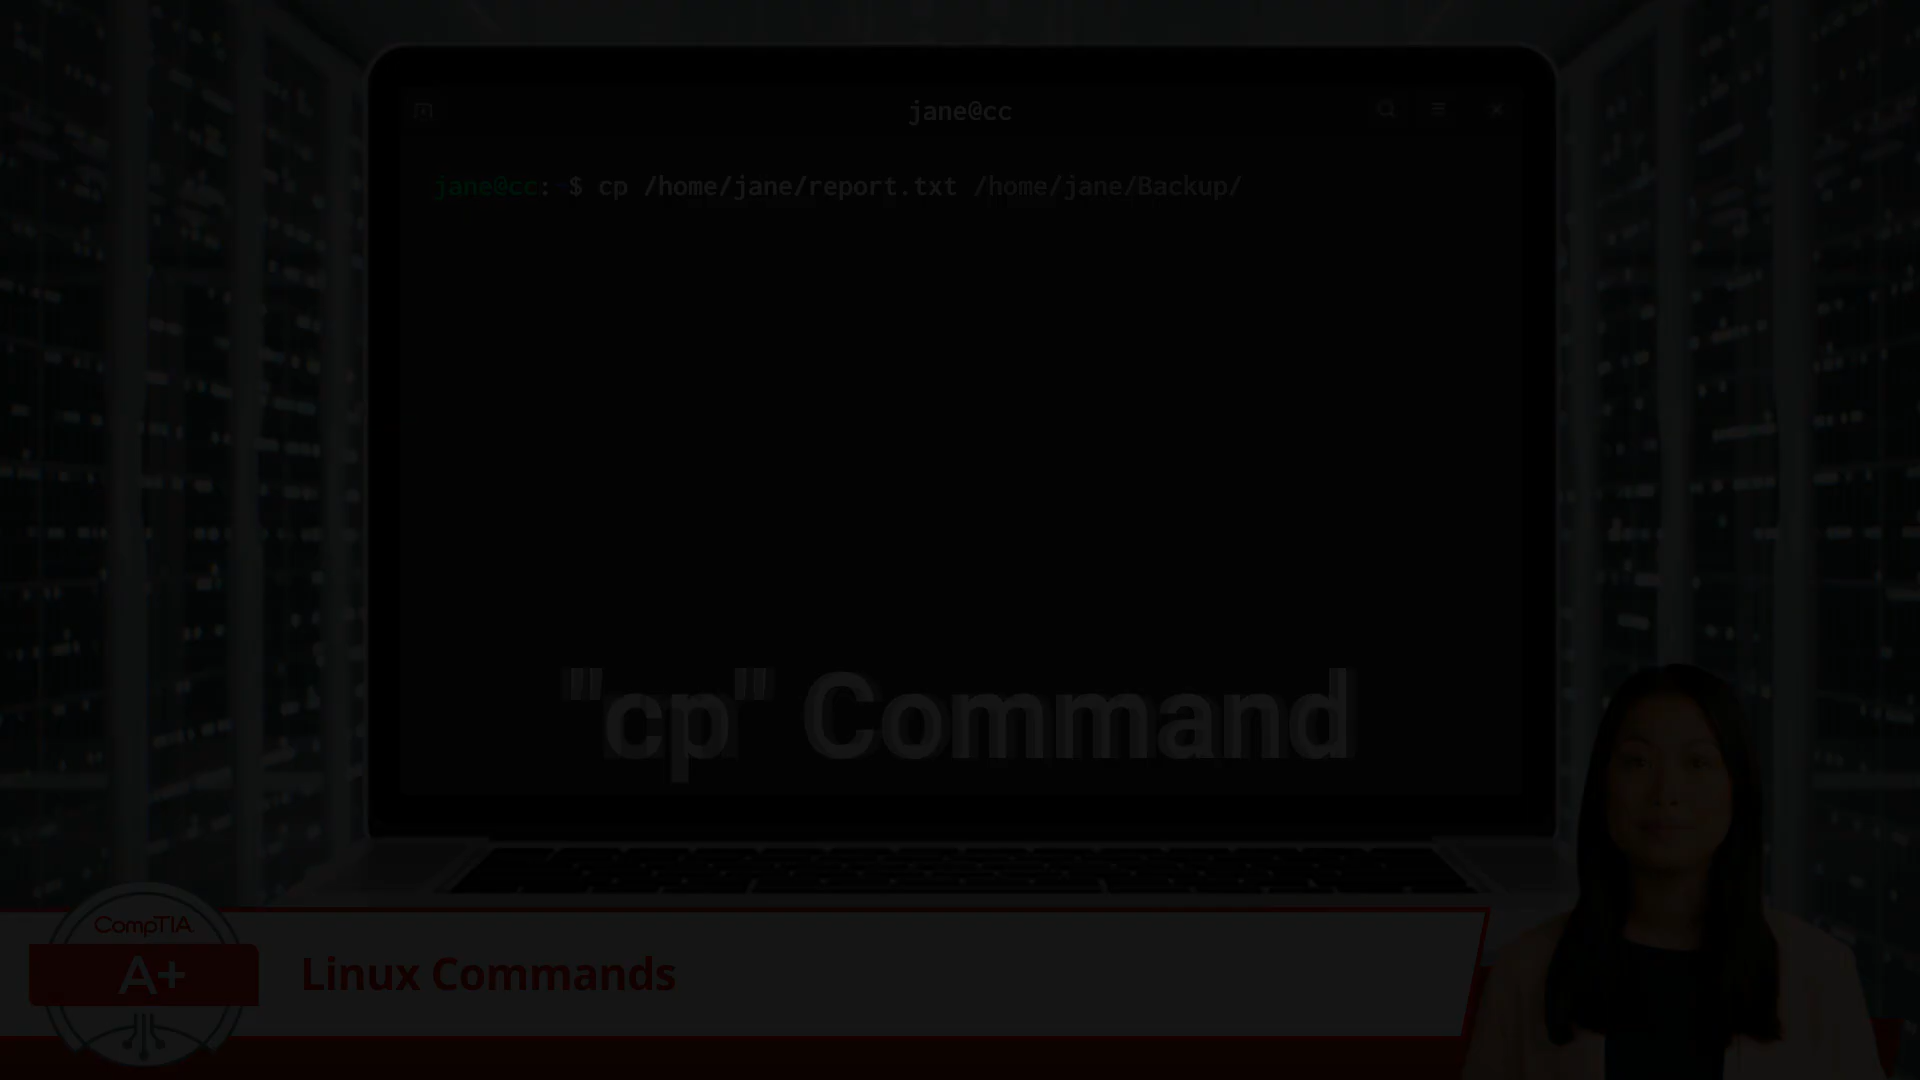 jane@cc
jane@cc: $ cp /home/jane/report.txt /home/jane/Backup/
"cp" Command
CompTIA
A+
Linux Commands